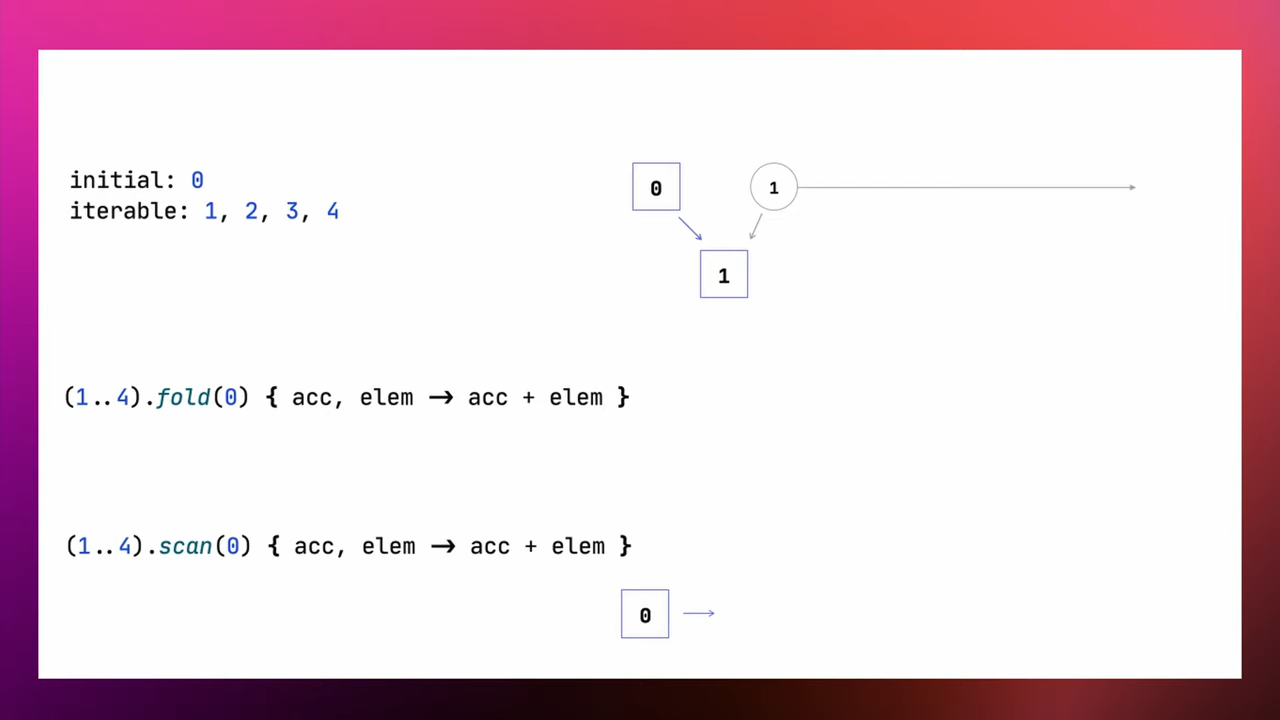 initial: 0
iterable: 1, 2, 3, 4
0 1
1
(1..4).fold(0) { acc, elem → acc + elem }
(1..4).scan(0) { acc, elem → acc + elem }
0